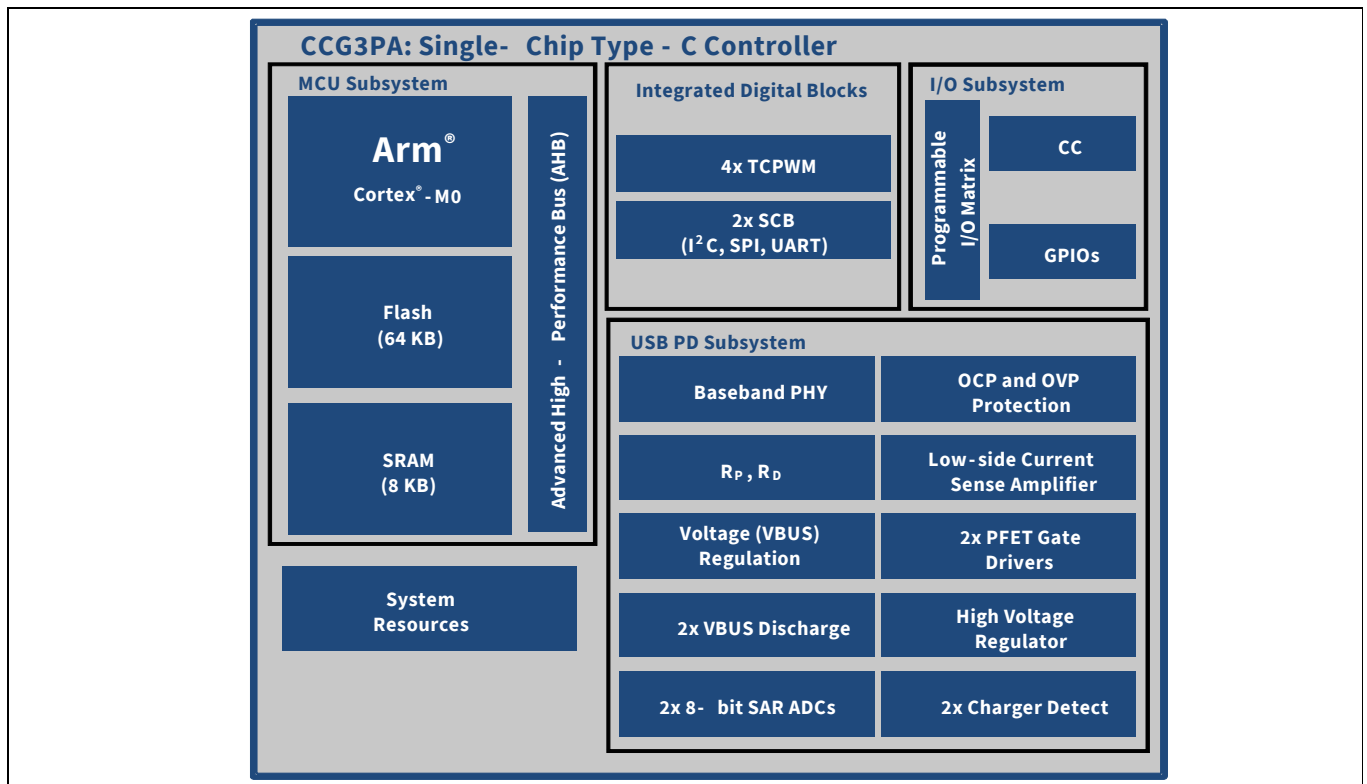 CCG3PA: Single- Chip Type - C Controller
MCU Subsystem
Arm®
Cortex®-M0
Flash
(64 KB)
SRAM
(8 KB)
Advanced High - Performance Bus (AHB)
System
Resources
Integrated Digital Blocks
4x TCPWM
2x SCB
(I²C, SPI, UART)
I/O Subsystem
Programmable
I/O Matrix
CC
GPIOs
USB PD Subsystem
Baseband PHY
OCP and OVP
Protection
RP, RD
Low-side Current
Sense Amplifier
Voltage (VBUS)
Regulation
2x PFET Gate
Drivers
2x VBUS Discharge
High Voltage
Regulator
2x 8- bit SAR ADCs
2x Charger Detect